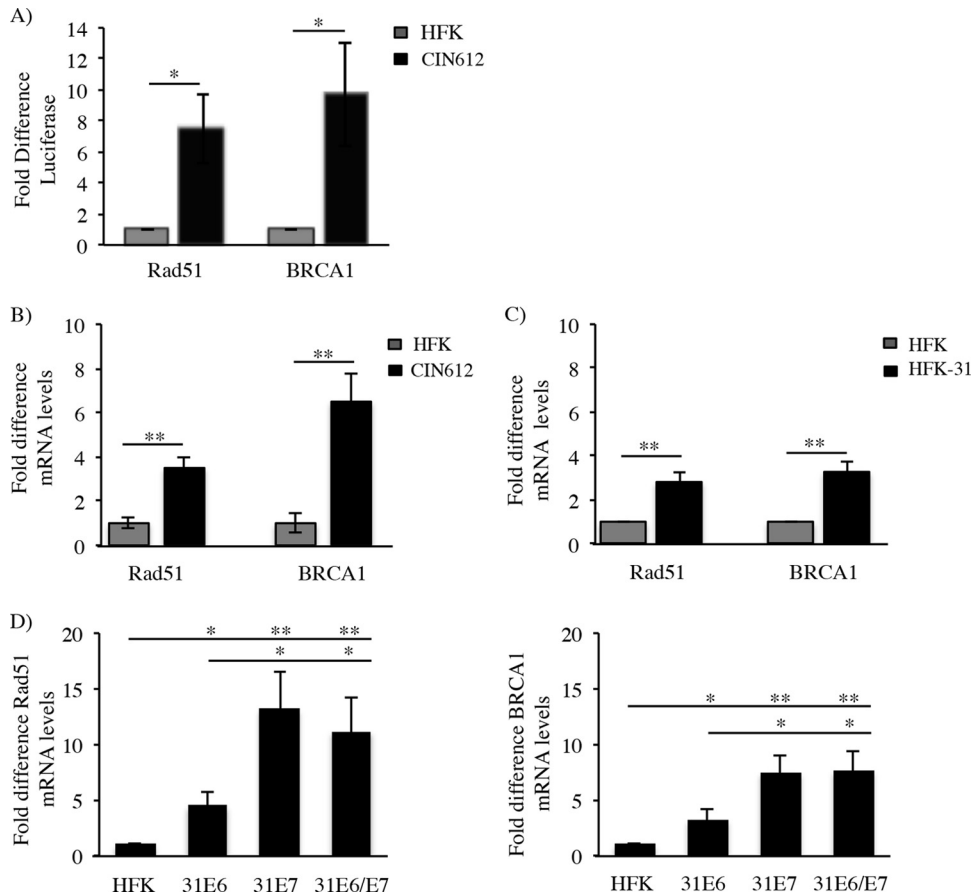 A)
Fold Difference
Luciferase
14
12
10
8
6
4
2
0
*
*
HFK
CIN612
Rad51
BRCA1
B)
Fold difference
mRNA levels
10
8
6
4
2
0
**
**
HFK
CIN612
Rad51
BRCA1
C)
Fold difference
mRNA levels
10
8
6
4
2
0
**
**
HFK
HFK-31
Rad51
BRCA1
D)
Fold difference Rad51
mRNA levels
20
15
10
5
0
* ** **
* *
HFK 31E6 31E7 31E6/E7
Fold difference BRCA1
mRNA levels
20
15
10
5
0
* ** **
* *
HFK 31E6 31E7 31E6/E7